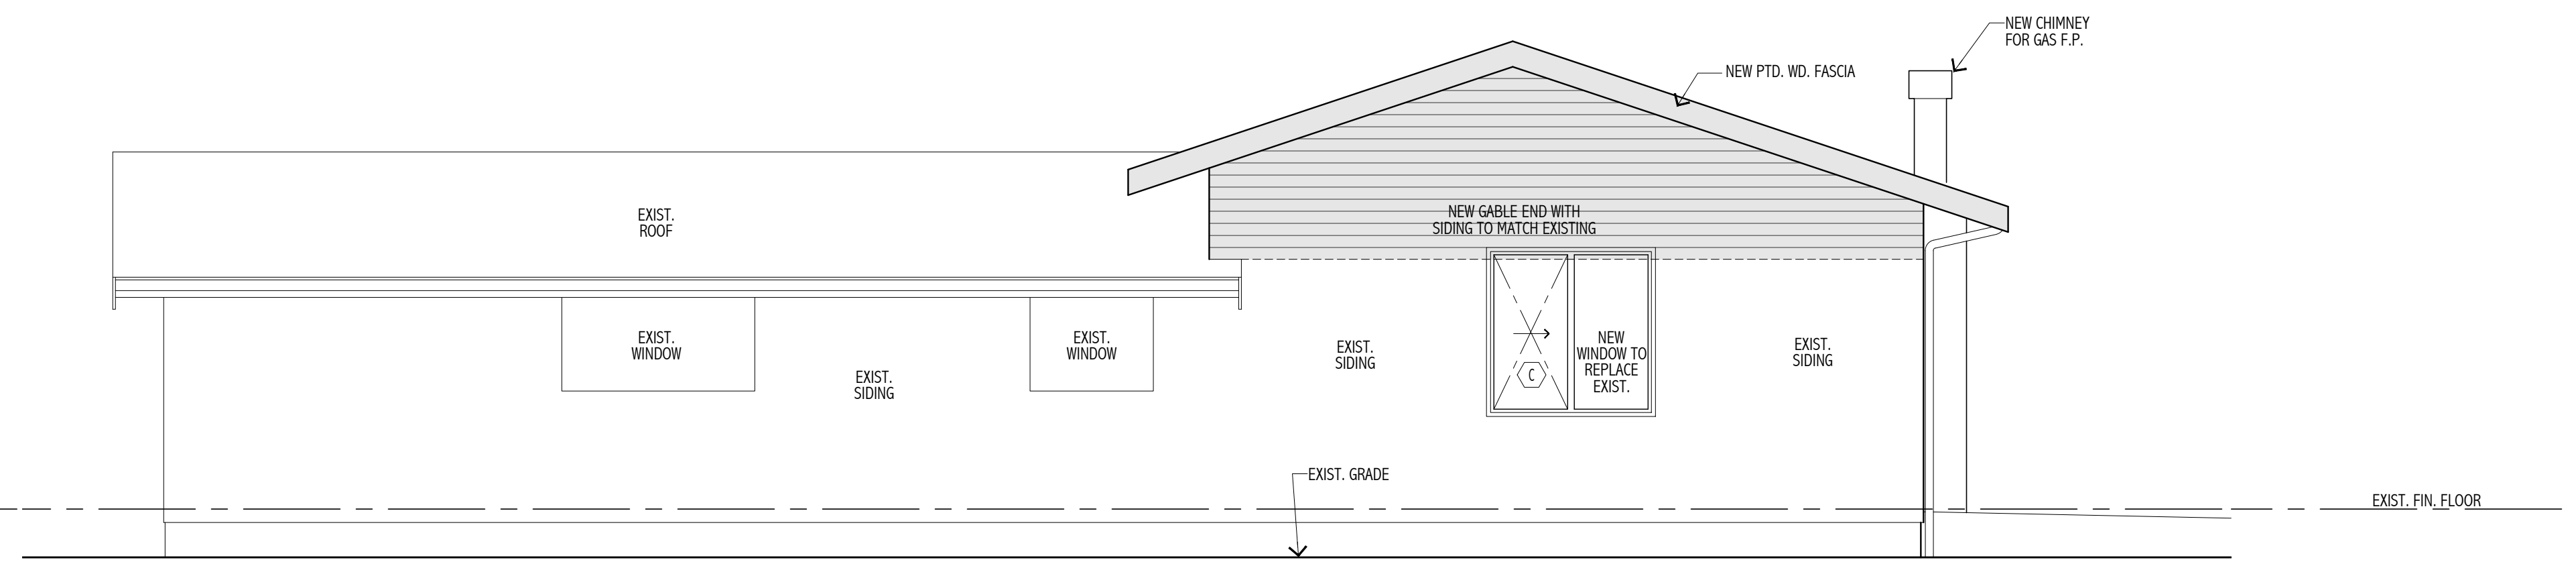 NEW CHIMNEY
FOR GAS F.P.
NEW PTD. WD. FASCIA
EXIST.
ROOF
NEW GABLE END WITH
SIDING TO MATCH EXISTING
EXIST.
WINDOW
EXIST.
WINDOW
EXIST.
SIDING
EXIST.
SIDING
NEW
WINDOW TO
REPLACE
EXIST.
C
EXIST.
SIDING
EXIST. GRADE
EXIST. FIN. FLOOR